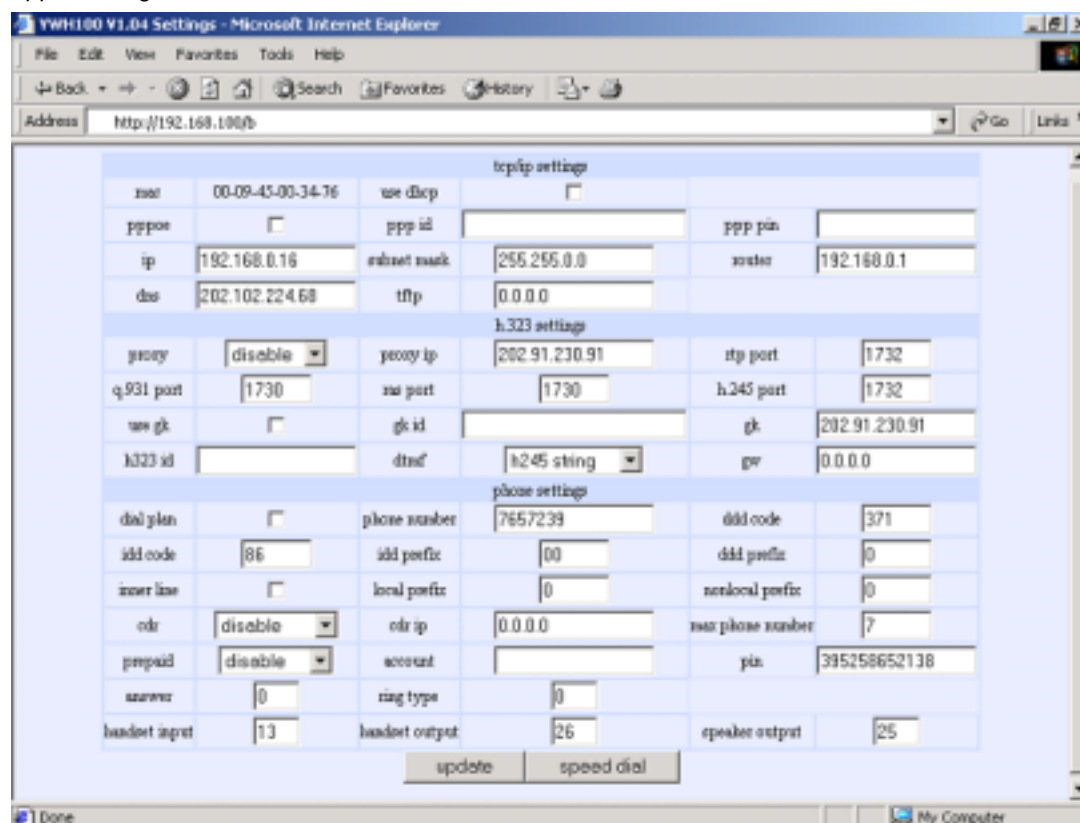 YWH100 V1.04 Settings - Microsoft Internet Explorer
File Edit View Favorites Tools Help
Back Search Favorites History
Address http://192.168.100/b Go Links
tcp/ip settings
mac 00-09-45-00-34-76 use dhcp
pppoe ppp id ppp pin
ip 192.168.0.16 subnet mask 255.255.0.0 router 192.168.0.1
dns 202.102.224.68 tftp 0.0.0.0
h.323 settings
proxy disable proxy ip 202.91.230.91 rtp port 1732
q.931 port 1730 ras port 1730 h.245 port 1732
use gk gk id gk 202.91.230.91
h323 id dtmf h245 string gw 0.0.0.0
phone settings
dial plan phone number 7657239 ddd code 371
idd code 86 idd prefix 00 ddd prefix 0
inner line local prefix 0 nonlocal prefix 0
cdr disable cdr ip 0.0.0.0 max phone number 7
prepaid disable account pin 395258652138
answer 0 ring type 0
handset input 13 handset output 26 speaker output 25
update speed dial
Done My Computer